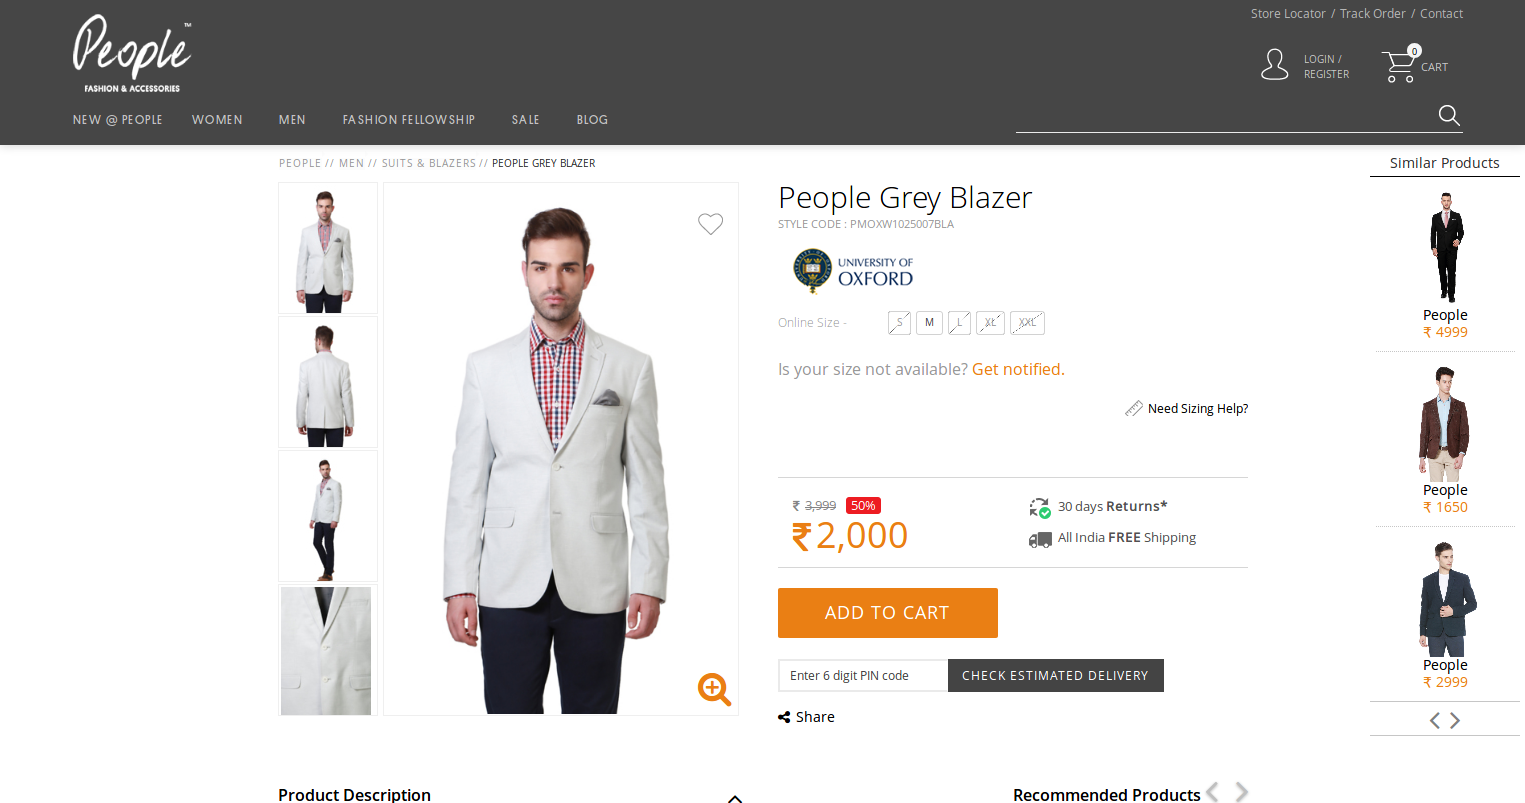 Store Locator / Track Order / Contact
People™
FASHION & ACCESSORIES
LOGIN /
REGISTER
0
CART
NEW @ PEOPLE WOMEN MEN FASHION FELLOWSHIP SALE BLOG
PEOPLE // MEN // SUITS & BLAZERS // PEOPLE GREY BLAZER
People Grey Blazer
STYLE CODE : PMOXW1025007BLA
UNIVERSITY OF
OXFORD
Online Size - S M L XL XXL
Is your size not available? Get notified.
Need Sizing Help?
₹ 3,999 50%
₹2,000
30 days Returns*
All India FREE Shipping
ADD TO CART
Enter 6 digit PIN code CHECK ESTIMATED DELIVERY
Share
Similar Products
People
₹ 4999
People
₹ 1650
People
₹ 2999
Product Description
Recommended Products